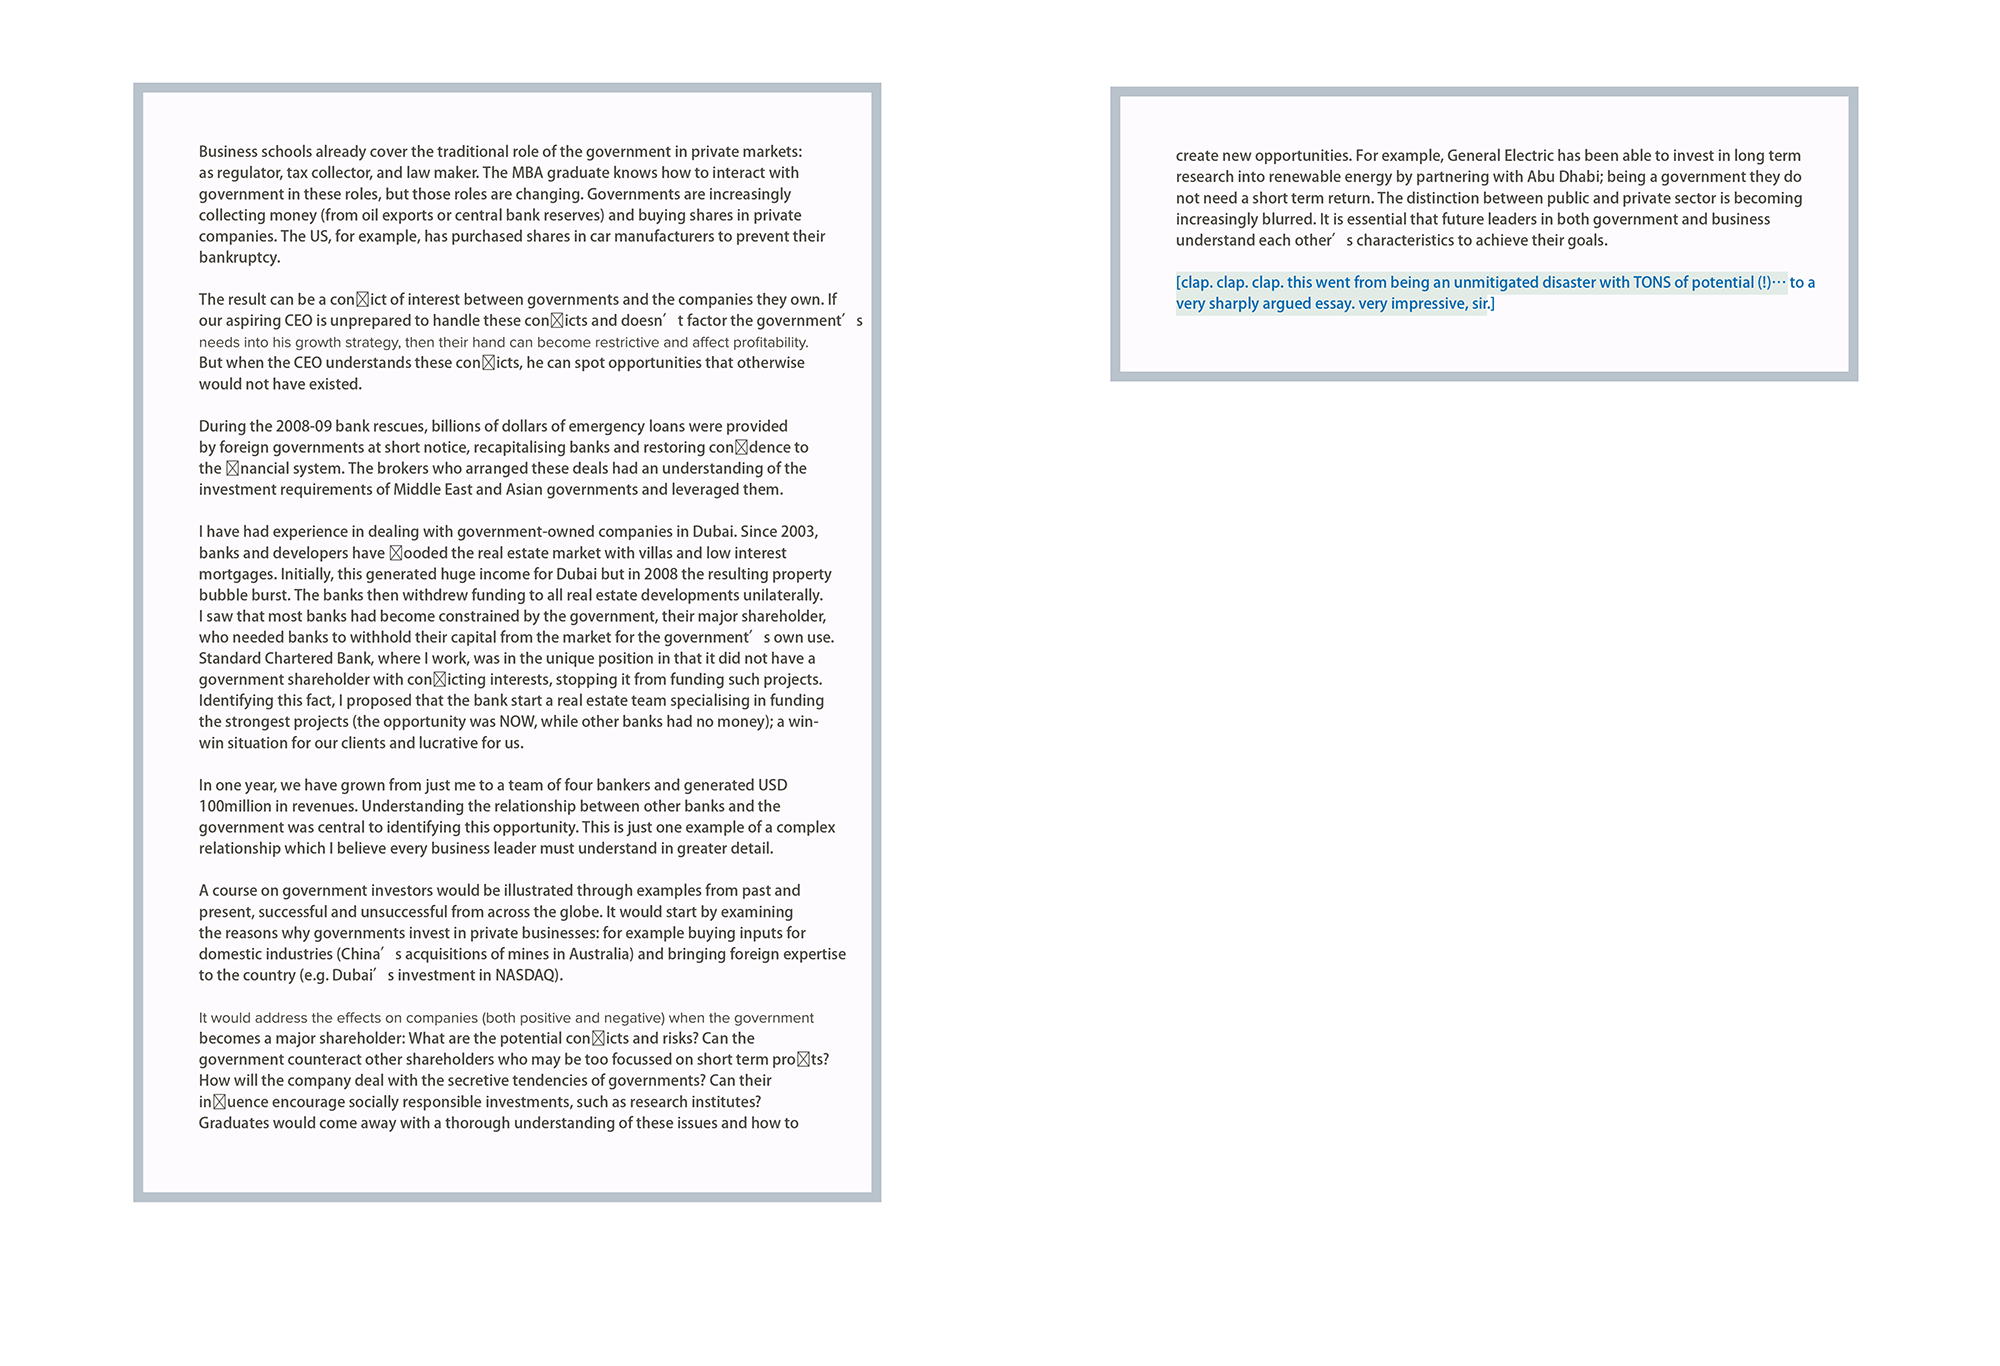 Business schools already cover the traditional role of the government in private markets:
as regulator, tax collector, and law maker. The MBA graduate knows how to interact with
government in these roles, but those roles are changing. Governments are increasingly
collecting money (from oil exports or central bank reserves) and buying shares in private
companies. The US, for example, has purchased shares in car manufacturers to prevent their
bankruptcy.
The result can be a con☒ict of interest between governments and the companies they own. If
our aspiring CEO is unprepared to handle these con☒icts and doesn′ t factor the government′ s
needs into his growth strategy, then their hand can become restrictive and affect profitability.
But when the CEO understands these con☒icts, he can spot opportunities that otherwise
would not have existed.
During the 2008-09 bank rescues, billions of dollars of emergency loans were provided
by foreign governments at short notice, recapitalising banks and restoring con☒dence to
the ☒nancial system. The brokers who arranged these deals had an understanding of the
investment requirements of Middle East and Asian governments and leveraged them.
I have had experience in dealing with government-owned companies in Dubai. Since 2003,
banks and developers have ☒ooded the real estate market with villas and low interest
mortgages. Initially, this generated huge income for Dubai but in 2008 the resulting property
bubble burst. The banks then withdrew funding to all real estate developments unilaterally.
I saw that most banks had become constrained by the government, their major shareholder,
who needed banks to withhold their capital from the market for the government′ s own use.
Standard Chartered Bank, where I work, was in the unique position in that it did not have a
government shareholder with con☒icting interests, stopping it from funding such projects.
Identifying this fact, I proposed that the bank start a real estate team specialising in funding
the strongest projects (the opportunity was NOW, while other banks had no money); a win-
win situation for our clients and lucrative for us.
In one year, we have grown from just me to a team of four bankers and generated USD
100million in revenues. Understanding the relationship between other banks and the
government was central to identifying this opportunity. This is just one example of a complex
relationship which I believe every business leader must understand in greater detail.
A course on government investors would be illustrated through examples from past and
present, successful and unsuccessful from across the globe. It would start by examining
the reasons why governments invest in private businesses: for example buying inputs for
domestic industries (China′ s acquisitions of mines in Australia) and bringing foreign expertise
to the country (e.g. Dubai′ s investment in NASDAQ).
It would address the effects on companies (both positive and negative) when the government
becomes a major shareholder: What are the potential con☒icts and risks? Can the
government counteract other shareholders who may be too focussed on short term pro☒ts?
How will the company deal with the secretive tendencies of governments? Can their
in☒uence encourage socially responsible investments, such as research institutes?
Graduates would come away with a thorough understanding of these issues and how to
create new opportunities. For example, General Electric has been able to invest in long term
research into renewable energy by partnering with Abu Dhabi; being a government they do
not need a short term return. The distinction between public and private sector is becoming
increasingly blurred. It is essential that future leaders in both government and business
understand each other′ s characteristics to achieve their goals.
[clap. clap. clap. this went from being an unmitigated disaster with TONS of potential (!)⋯ to a
very sharply argued essay. very impressive, sir.]